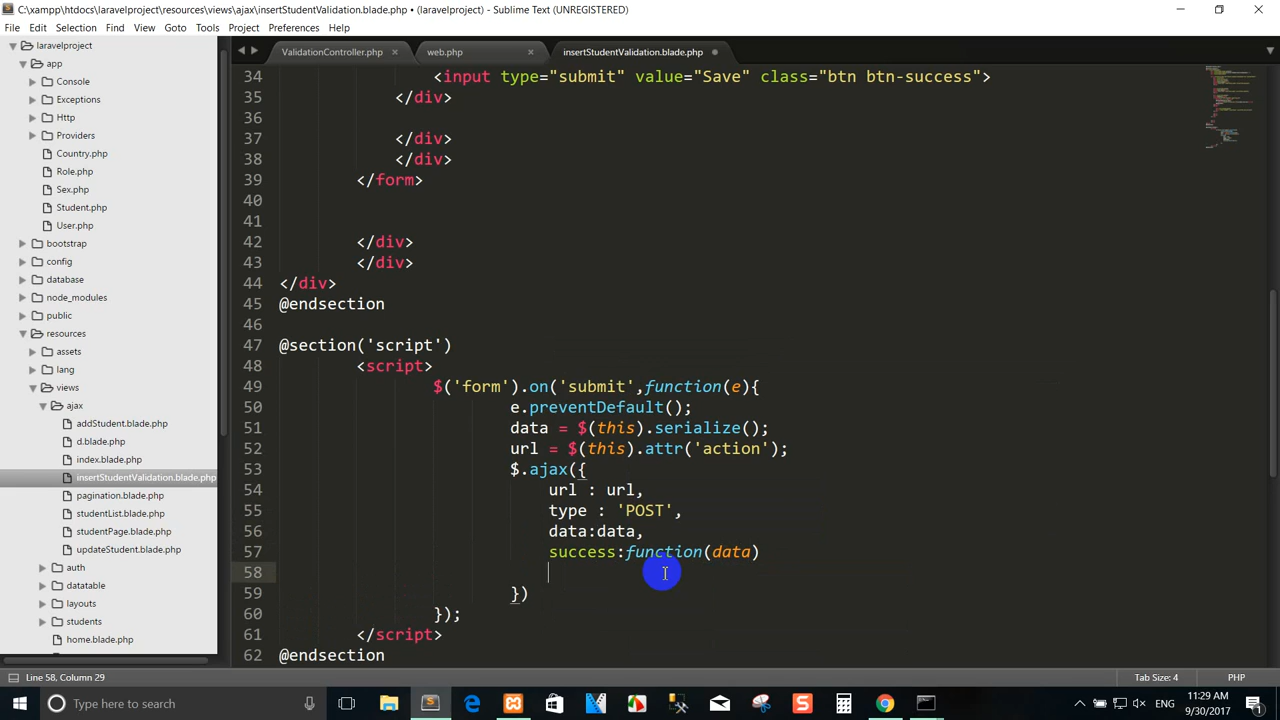 C:\xampp\htdocs\laravelproject\resources\views\ajax\insertStudentValidation.blade.php • (laravelproject) - Sublime Text (UNREGISTERED)
File Edit Selection Find View Goto Tools Project Preferences Help
laravelproject
app
Console
Exceptions
Http
Providers
Country.php
Role.php
Sex.php
Student.php
User.php
bootstrap
config
database
node_modules
public
resources
assets
lang
views
ajax
addStudent.blade.php
d.blade.php
index.blade.php
insertStudentValidation.blade.php
pagination.blade.php
studentList.blade.php
studentPage.blade.php
updateStudent.blade.php
auth
datatable
layouts
students
home.blade.php
ValidationController.php × web.php × insertStudentValidation.blade.php
34 <input type="submit" value="Save" class="btn btn-success">
35 </div>
36
37 </div>
38 </div>
39 </form>
40
41
42 </div>
43 </div>
44 </div>
45 @endsection
46
47 @section('script')
48 <script>
49 $('form').on('submit',function(e){
50 e.preventDefault();
51 data = $(this).serialize();
52 url = $(this).attr('action');
53 $.ajax({
54 url : url,
55 type : 'POST',
56 data:data,
57 success:function(data)
58
59 })
60 });
61 </script>
62 @endsection
Line 58, Column 29 Tab Size: 4 PHP
Type here to search
ENG
11:29 AM
9/30/2017